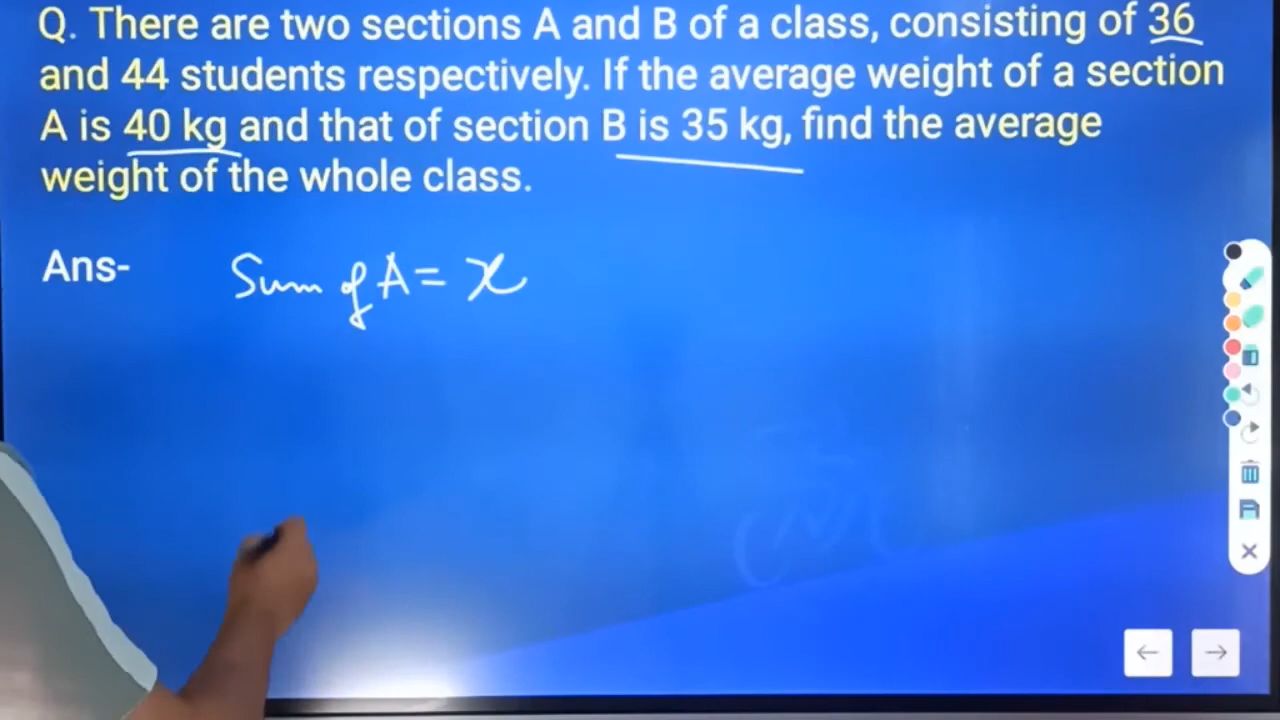 Q. There are two sections A and B of a class, consisting of 36
and 44 students respectively. If the average weight of a section
A is 40 kg and that of section B is 35 kg, find the average
weight of the whole class.
Ans- Sum of A = x